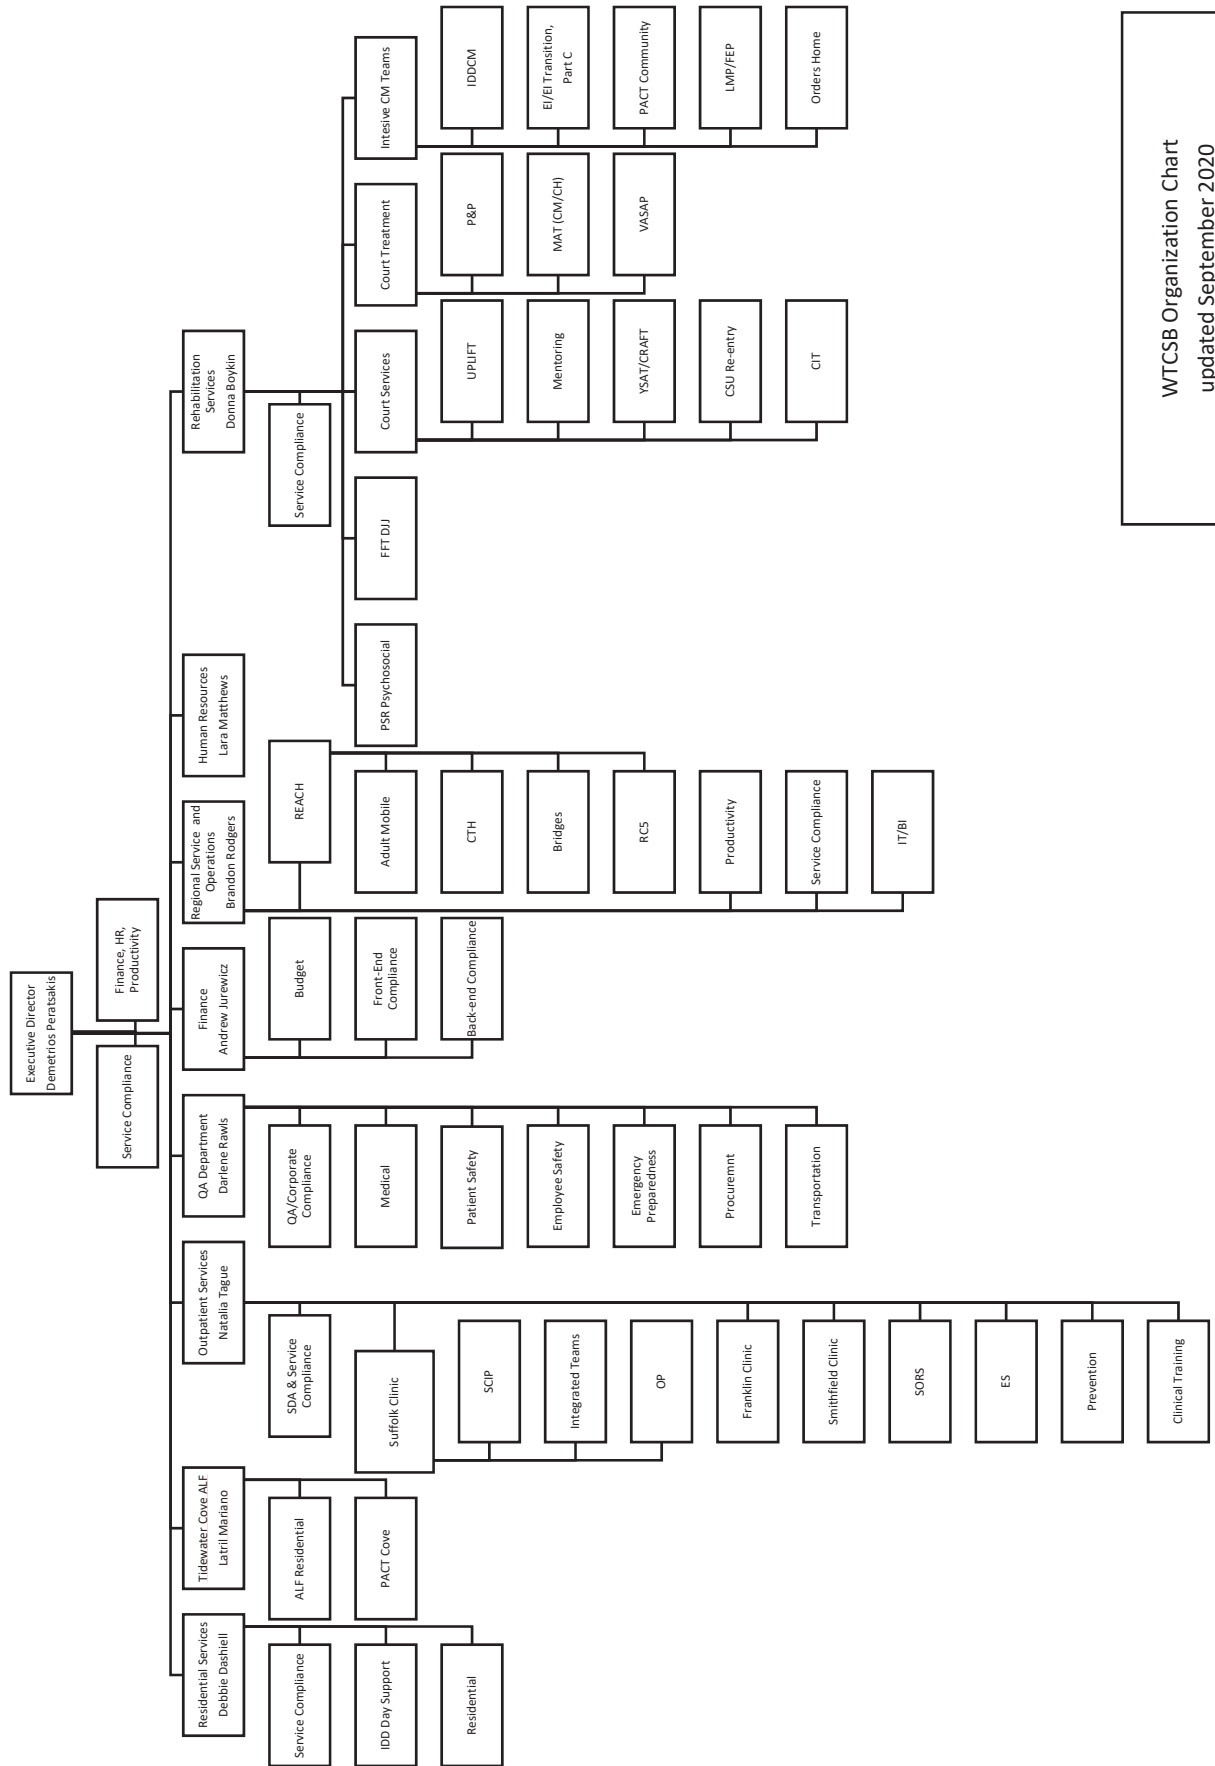 Executive Director
Demetrios Peratsakis
Service Compliance
Finance, HR,
Productivity
Residential Services
Debbie Dashiell
Service Compliance
IDD Day Support
Residential
Tidewater Cove ALF
Latril Mariano
ALF Residential
PACT Cove
Outpatient Services
Natalia Tague
SDA & Service
Compliance
Suffolk Clinic
SCIP
Integrated Teams
OP
Franklin Clinic
Smithfield Clinic
SORS
ES
Prevention
Clinical Training
QA Department
Darlene Rawls
QA/Corporate
Compliance
Medical
Patient Safety
Employee Safety
Emergency
Preparedness
Procuremnt
Transportation
Finance
Andrew Jurewicz
Budget
Front-End
Compliance
Back-end Compliance
Regional Service and
Operations
Brandon Rodgers
REACH
Adult Mobile
CTH
Bridges
RC5
Productivity
Service Compliance
IT/BI
Human Resources
Lara Matthews
Rehabilitation
Services
Donna Boykin
Service Compliance
PSR Psychosocial
FFT DJJ
Court Services
UPLIFT
Mentoring
YSAT/CRAFT
CSU Re-entry
CIT
Court Treatment
P&P
MAT (CM/CH)
VASAP
Intesive CM Teams
IDDCM
EI/EI Transition,
Part C
PACT Community
LMP/FEP
Orders Home
WTCSB Organization Chart
updated September 2020